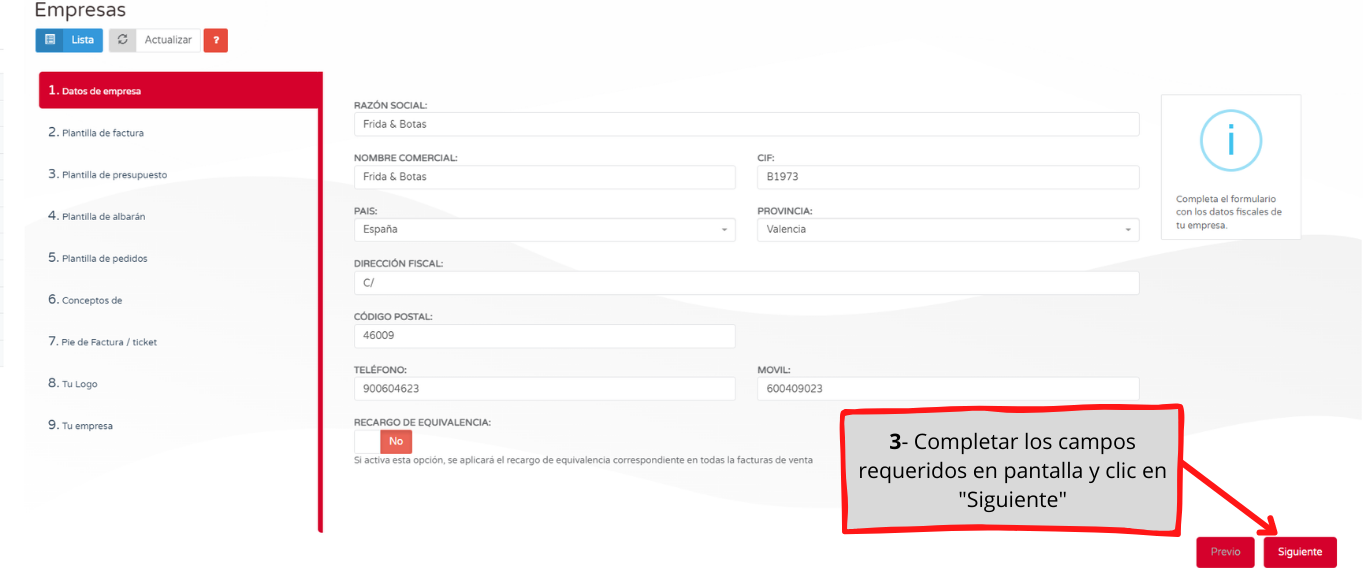 Empresas
Lista
Actualizar
?
1. Datos de empresa
2. Plantilla de factura
3. Plantilla de presupuesto
4. Plantilla de albarán
5. Plantilla de pedidos
6. Conceptos de
7. Pie de Factura / ticket
8. Tu Logo
9. Tu empresa
RAZÓN SOCIAL:
Frida & Botas
NOMBRE COMERCIAL:
Frida & Botas
CIF:
B1973
PAIS:
España
PROVINCIA:
Valencia
DIRECCIÓN FISCAL:
C/
CÓDIGO POSTAL:
46009
TELÉFONO:
900604623
MOVIL:
600409023
RECARGO DE EQUIVALENCIA:
No
Si activa esta opción, se aplicará el recargo de equivalencia correspondiente en todas la facturas de venta
i
Completa el formulario
con los datos fiscales de
tu empresa.
3- Completar los campos
requeridos en pantalla y clic en
"Siguiente"
Previo
Siguiente